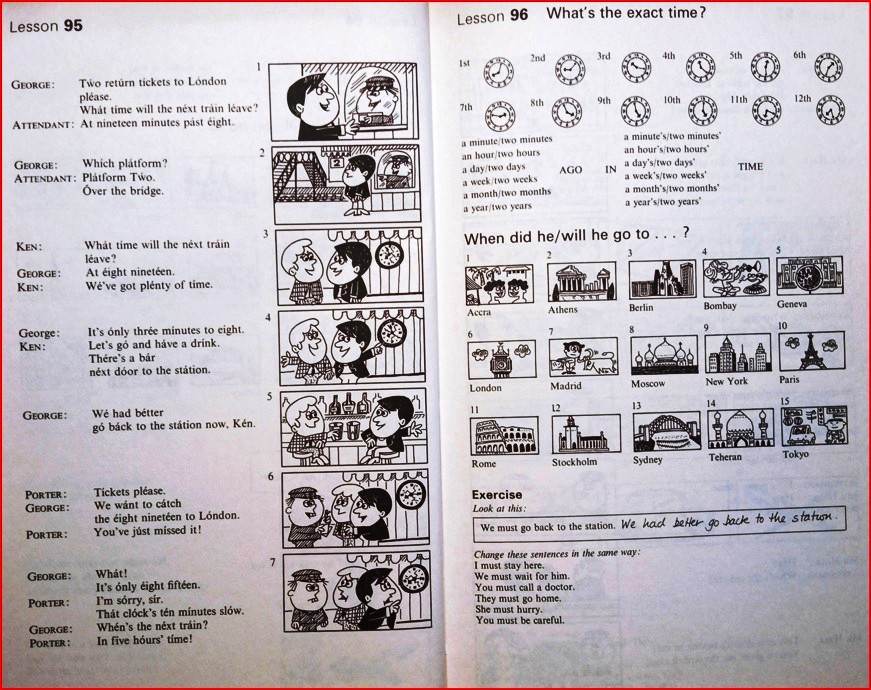 Lesson 95
GEORGE: Twó retúrn tickets to Lóndon
pléase.
Whát tíme will the néxt tráin léave?
ATTENDANT: At níneteen mínutes pást éight.
1
GEORGE: Whích plátform?
ATTENDANT: Plátform Twó.
Óver the brídge.
2
2
KEN: Whát tíme will the néxt tráin
léave?
GEORGE: At éight nínetéen.
KEN: Wé've got plénty of time.
3
George: It's ónly thrée mínutes to eight.
KEN: Let's gó and háve a drínk.
Thére's a bár
néxt dóor to the státion.
4
GEORGE: Wé had bétter
gó báck to the státion now, Kén.
5
PORTER: Tíckets pléase.
GEORGE: We wánt to cátch
the éight nínetéen to Lóndon.
PORTER: You've júst missed it!
6
GEORGE: Whát!
It's ónly éight fiftéen.
PORTER: I'm sórry, sír.
Thát clóck's tén mínutes slów.
GEORGE: Whén's the néxt tráin?
PORTER: In five hóurs' tíme!
7
Lesson 96 What's the exact time?
1st 2nd 3rd 4th 5th 6th
7th 8th 9th 10th 11th 12th
a minute/two minutes
an hour/two hours
a day/two days
a week/two weeks
a month/two months
a year/two years
AGO IN
a minute's/two minutes'
an hour's/two hours'
a day's/two days'
a week's/two weeks'
a month's/two months'
a year's/two years'
TIME
When did he/will he go to . . . ?
1 2 3 4 5
Accra Athens Berlin Bombay Geneva
6 7 8 9 10
London Madrid Moscow New York Paris
11 12 13 14 15
Rome Stockholm Sydney Teheran Tokyo
Exercise
Look at this:
We must go back to the station. We had better go back to the station.
Change these sentences in the same way:
I must stay here.
We must wait for him.
You must call a doctor.
They must go home.
She must hurry.
You must be careful.